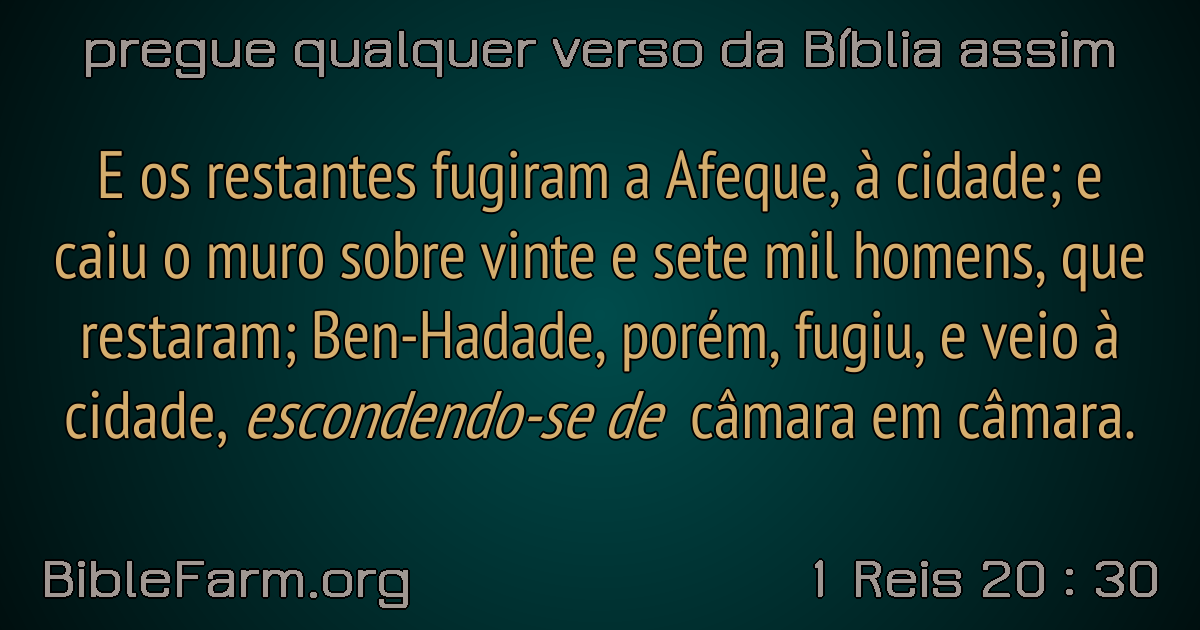 pregue qualquer verso da Bíblia assim
E os restantes fugiram a Afeque, à cidade; e
caiu o muro sobre vinte e sete mil homens, que
restaram; Ben-Hadade, porém, fugiu, e veio à
cidade, escondendo-se de câmara em câmara.
BibleFarm.org
1 Reis 20 : 30